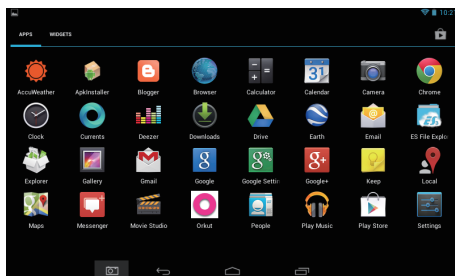 10:27
APPS WIDGETS
AccuWeather ApkInstaller Blogger Browser Calculator Calendar Camera Chrome
Clock Currents Deezer Downloads Drive Earth Email ES File Explo
Explorer Gallery Gmail Google Google Settin Google+ Keep Local
Maps Messenger Movie Studio Orkut People Play Music Play Store Settings